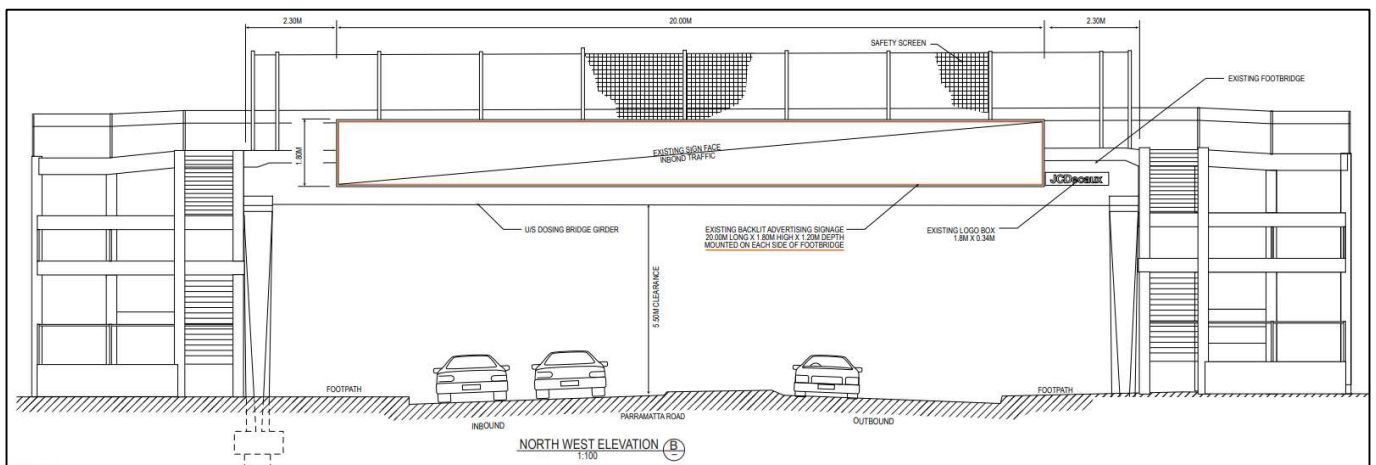 2.30M
20.00M
2.30M
SAFETY SCREEN
EXISTING FOOTBRIDGE
1.80M
EXISTING SIGN FACE
INBOND TRAFFIC
JCDecaux
U/S DOSING BRIDGE GIRDER
EXISTING BACKLIT ADVERTISING SIGNAGE
20.00M LONG X 1.80M HIGH X 1.20M DEPTH
MOUNTED ON EACH SIDE OF FOOTBRIDGE
EXISTING LOGO BOX
1.8M X 0.34M
5.50M CLEARANCE
FOOTPATH
FOOTPATH
INBOUND
PARRAMATTA ROAD
OUTBOUND
NORTH WEST ELEVATION B
1:100